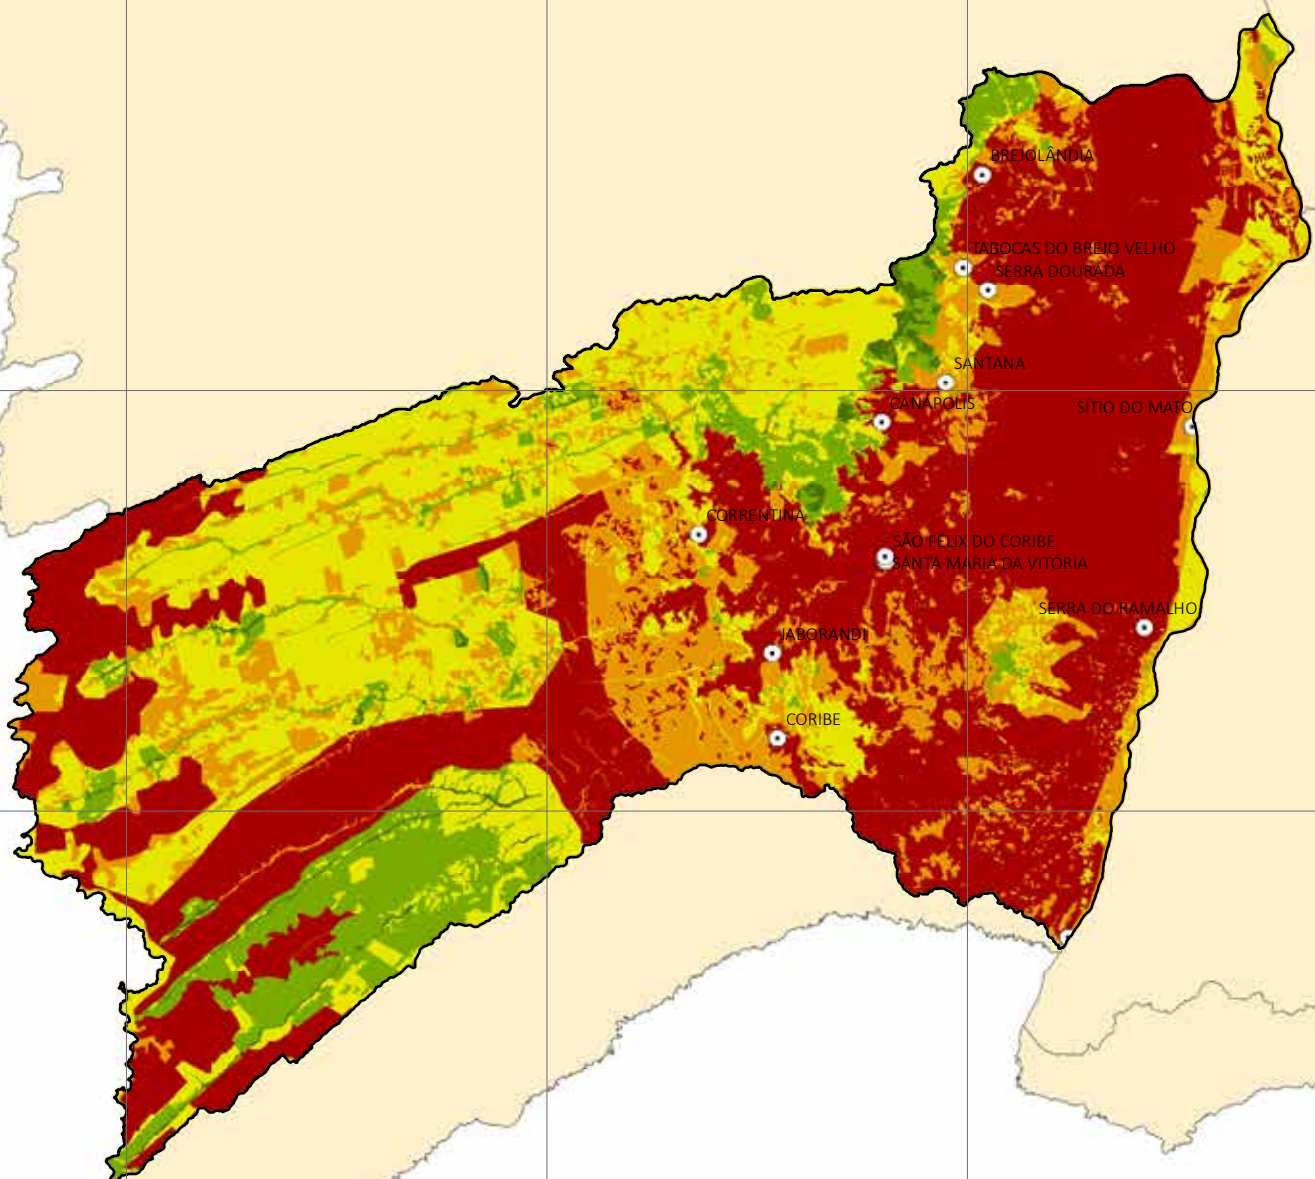 BREJOLÂNDIA
TABOCAS DO BREJO VELHO
SERRA DOURADA
SANTANA
CANÁPOLIS
SÍTIO DO MATO
CORRENTINA
SÃO FÉLIX DO CORIBE
SANTA MARIA DA VITÓRIA
SERRA DO RAMALHO
JABORANDI
CORIBE